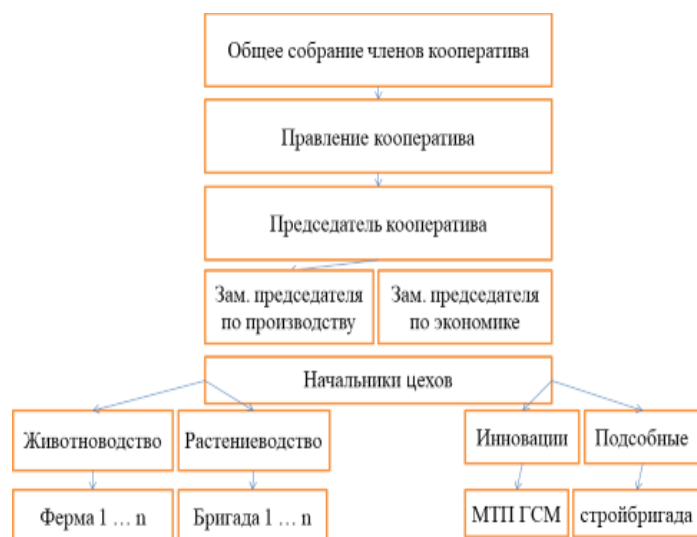 Общее собрание членов кооператива
Правление кооператива
Председатель кооператива
Зам. председателя
по производству
Зам. председателя
по экономике
Начальники цехов
Животноводство
Растениеводство
Инновации
Подсобные
Ферма 1 ... n
Бригада 1 ... n
МТП ГСМ
стройбригада